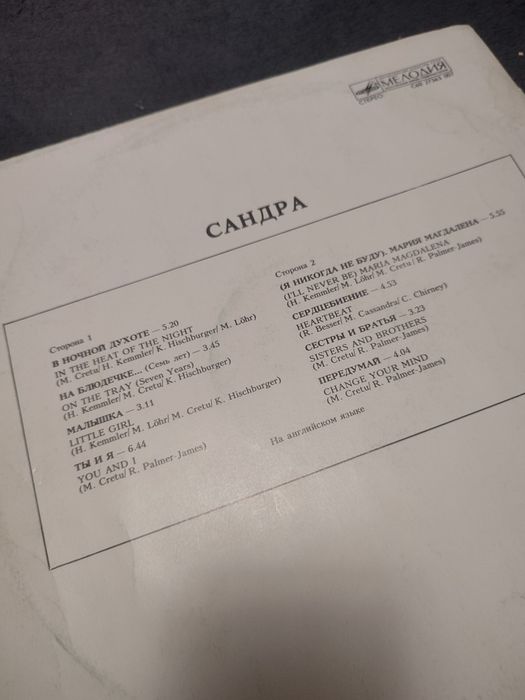 МЕЛОДИЯ
СТЕРЕО
САНДРА
Сторона 1
В НОЧНОЙ ДУХОТЕ — 5.20
IN THE HEAT OF THE NIGHT
(M. Cretu/ H. Kemmler/ K. Hischburger/ M. Löhr)
НА БЛЮДЕЧКЕ... (Семь лет) — 3.45
ON THE TRAY (Seven Years)
(H. Kemmler/ M. Cretu/ K. Hischburger)
МАЛЫШКА — 3.11
LITTLE GIRL
(H. Kemmler/ M. Löhr/ M. Cretu/ K. Hischburger)
ТЫ И Я — 6.44
YOU AND I
(M. Cretu/ R. Palmer-James)
Сторона 2
(Я НИКОГДА НЕ БУДУ). МАРИЯ МАГДАЛЕНА — 5.55
(I'LL NEVER BE) MARIA MAGDALENA
(H. Kemmler/ M. Löhr/ M. Cretu/ R. Palmer-James)
СЕРДЦЕБИЕНИЕ — 4.53
HEARTBEAT
(R. Besser/ M. Cassandra/ C. Chirney)
СЕСТРЫ И БРАТЬЯ — 3.23
SISTERS AND BROTHERS
(M. Cretu/ R. Palmer-James)
ПЕРЕДУМАЙ — 4.04
CHANGE YOUR MIND
(M. Cretu/ R. Palmer-James)
На английском языке